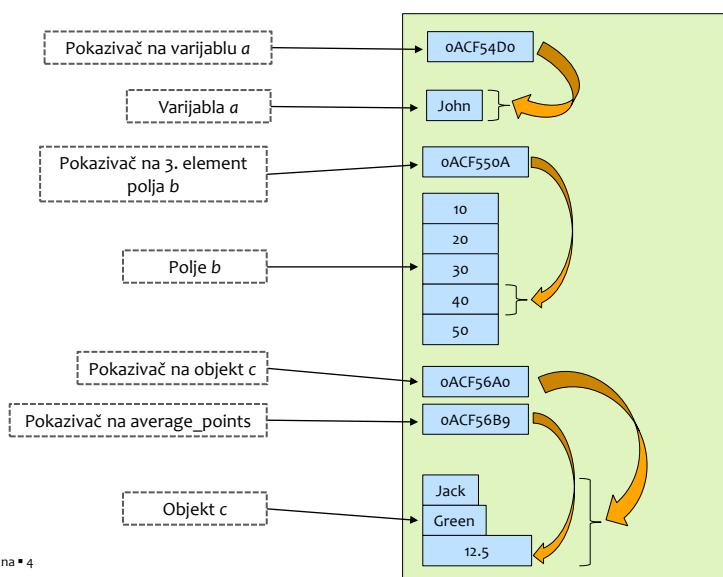 Pokazivač na varijablu a
0ACF54D0
Varijabla a
John
Pokazivač na 3. element
polja b
0ACF550A
10
20
Polje b
30
40
50
Pokazivač na objekt c
0ACF56A0
Pokazivač na average_points
0ACF56B9
Jack
Objekt c
Green
12.5
na ▪ 4